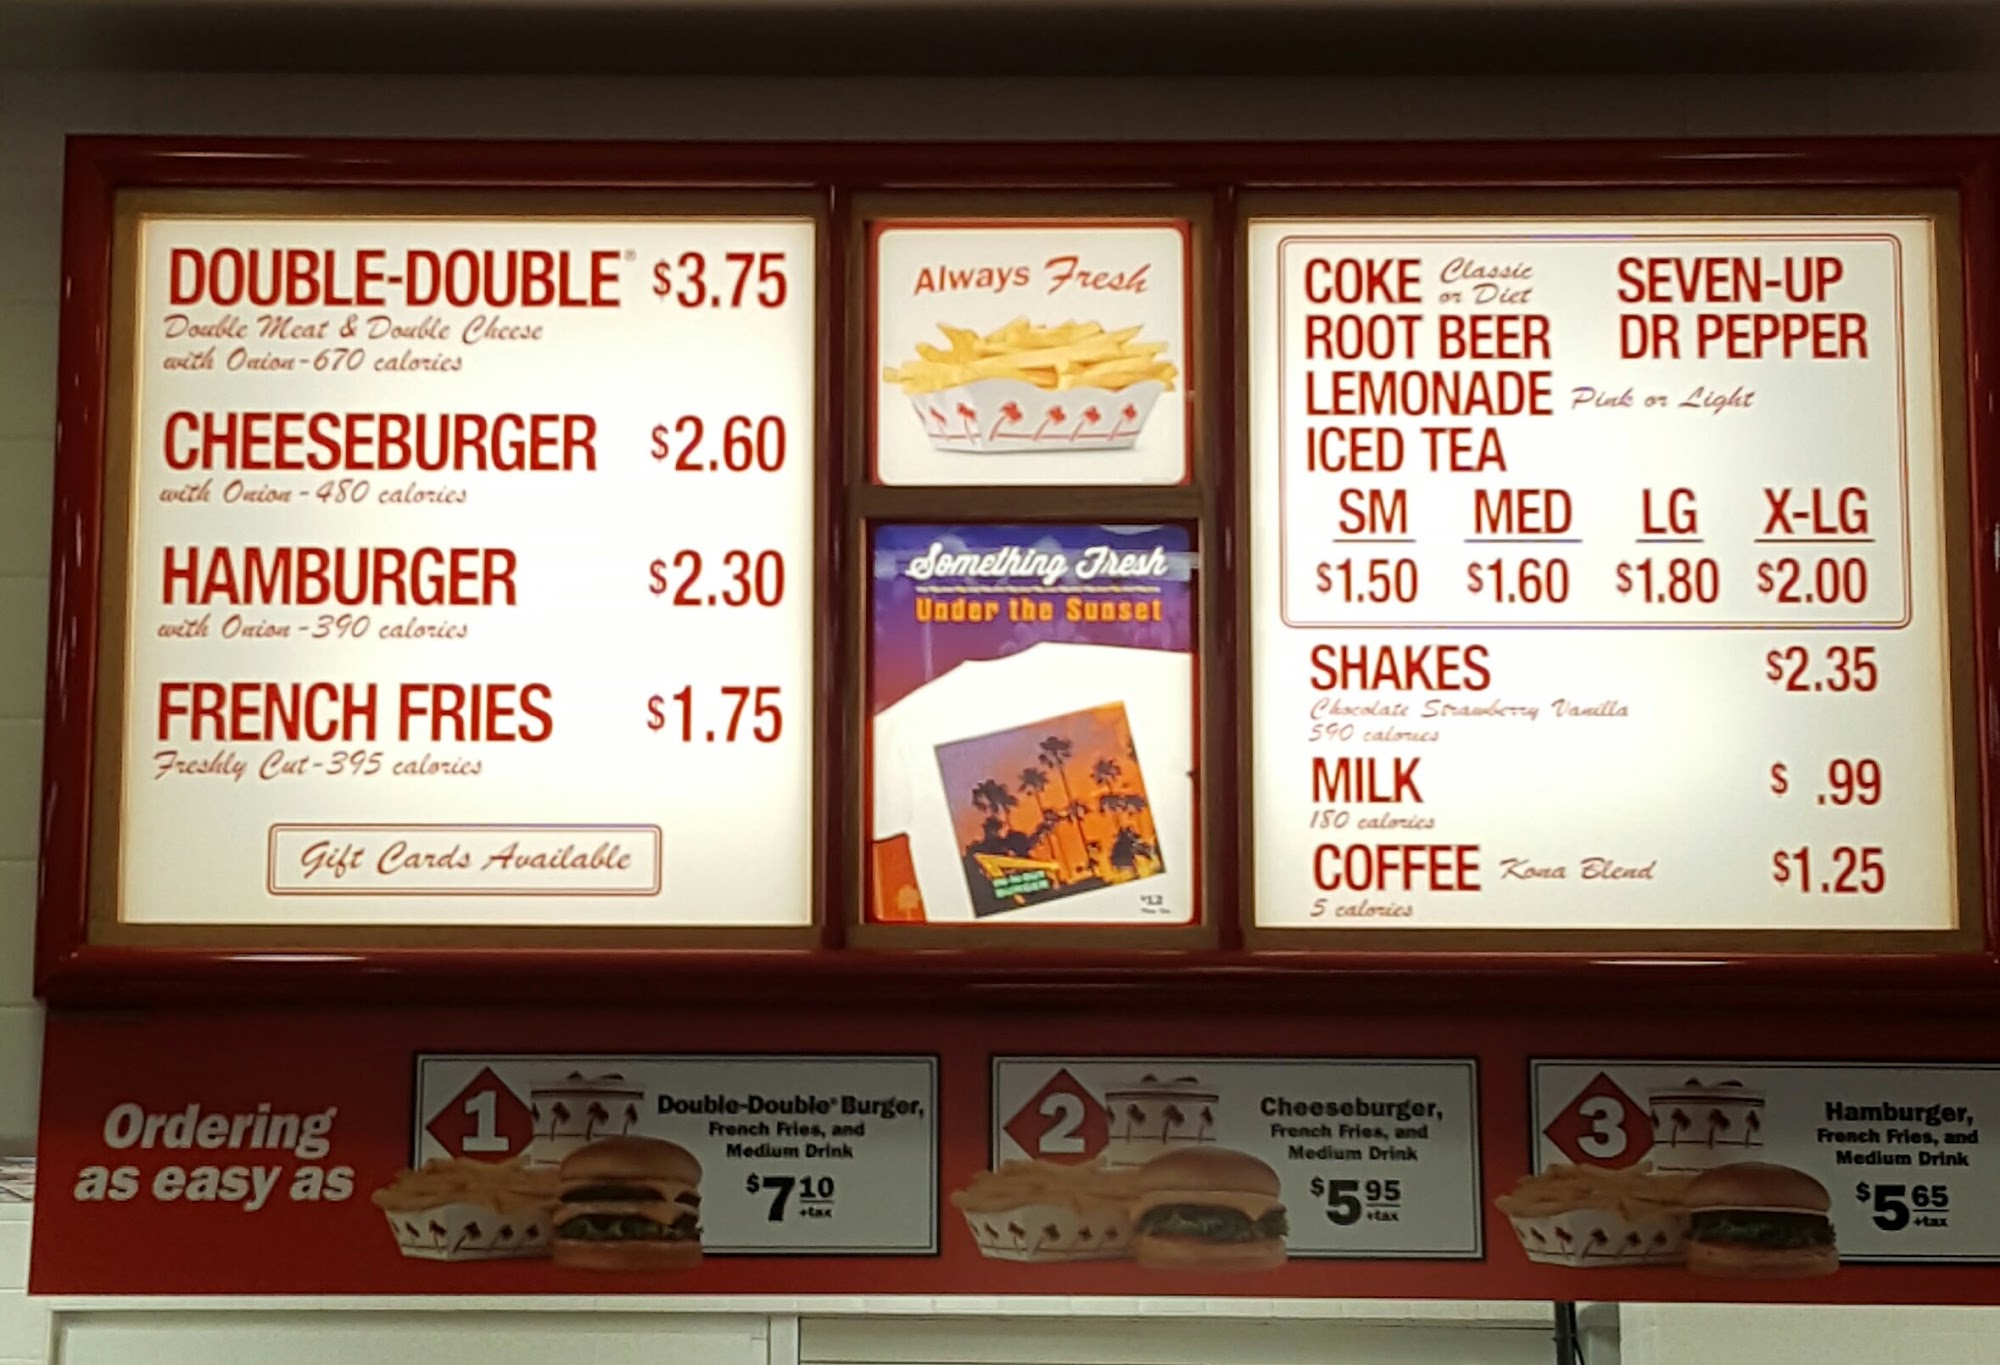 DOUBLE-DOUBLE® $3.75
Double Meat & Double Cheese
with Onion-670 calories
CHEESEBURGER $2.60
with Onion-480 calories
HAMBURGER $2.30
with Onion-390 calories
FRENCH FRIES $1.75
Freshly Cut-395 calories
Gift Cards Available
Always Fresh
Something Fresh
Under the Sunset
IN-N-OUT
BURGER
$12
COKE Classic or Diet SEVEN-UP
ROOT BEER DR PEPPER
LEMONADE Pink or Light
ICED TEA
SM MED LG X-LG
$1.50 $1.60 $1.80 $2.00
SHAKES $2.35
Chocolate Strawberry Vanilla
590 calories
MILK $ .99
180 calories
COFFEE Kona Blend $1.25
5 calories
Ordering
as easy as
1
Double-Double® Burger,
French Fries, and
Medium Drink
$7 10
+tax
2
Cheeseburger,
French Fries, and
Medium Drink
$5 95
+tax
3
Hamburger,
French Fries, and
Medium Drink
$5 65
+tax